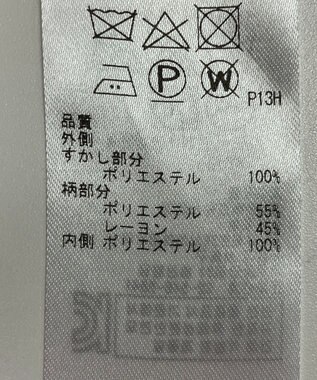 P
W
P13H
品質
外側
すかし部分
ポリエステル 100%
柄部分
ポリエステル 55%
レーヨン 45%
内側 ポリエステル 100%